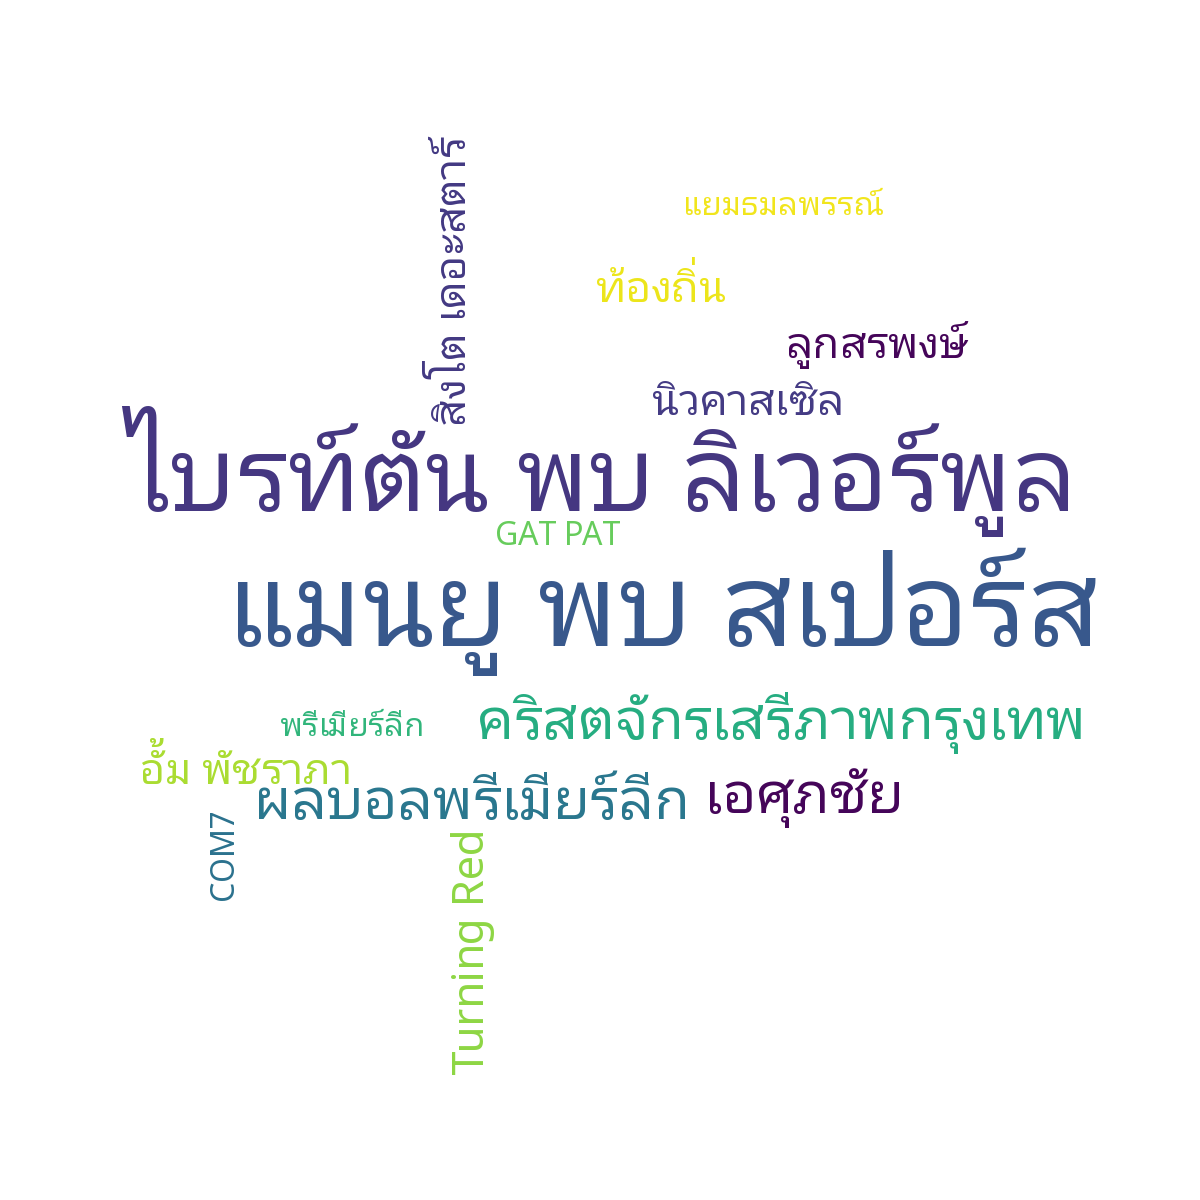 สิงโต เดอะสตาร์
แยมธมลพรรณ์
ท้องถิ่น
ลูกสรพงษ์
นิวคาสเซิล
ไบรท์ตัน พบ ลิเวอร์พูล
GAT PAT
แมนยู พบ สเปอร์ส
พรีเมียร์ลีก
คริสตจักรเสรีภาพกรุงเทพ
อั้ม พัชราภา
ผลบอลพรีเมียร์ลีก
เอศุภชัย
COM7
Turning Red